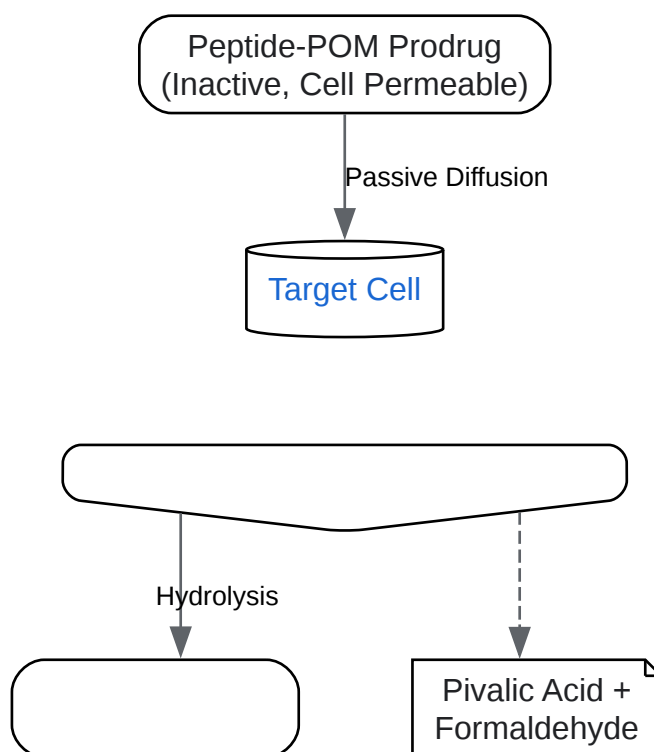 Peptide-POM Prodrug
(Inactive, Cell Permeable)
Passive Diffusion
Target Cell
Hydrolysis
Pivalic Acid +
Formaldehyde